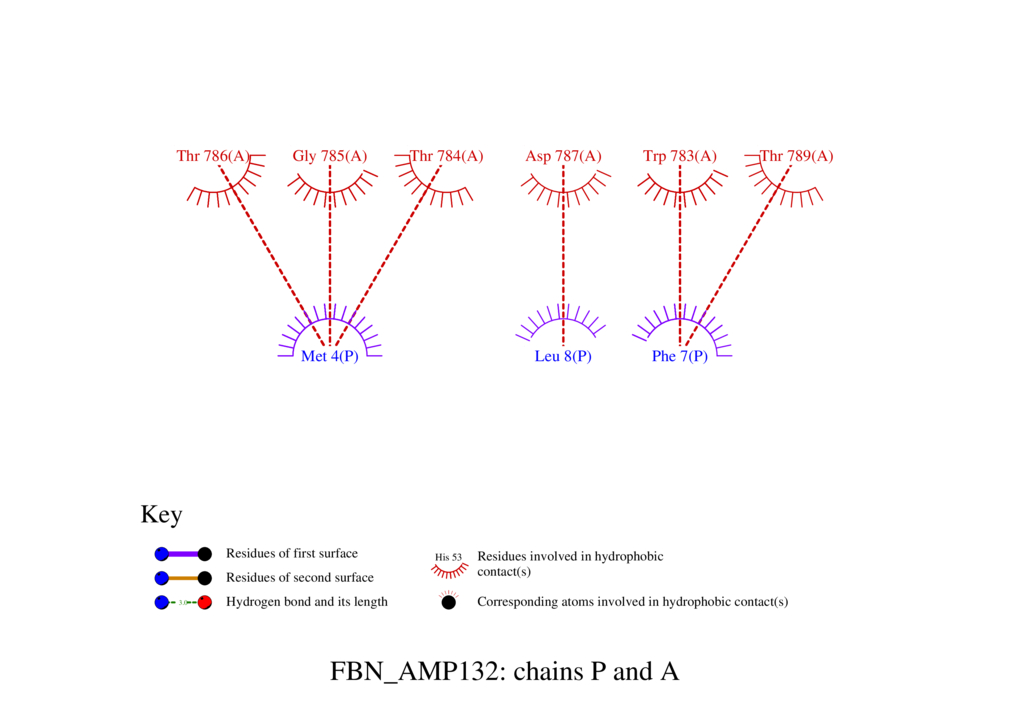 Thr 786(A) Gly 785(A) Thr 784(A) Asp 787(A) Trp 783(A) Thr 789(A)
Met 4(P) Leu 8(P) Phe 7(P)
Key
Residues of first surface
Residues of second surface
3.0 Hydrogen bond and its length
His 53 Residues involved in hydrophobic
contact(s)
Corresponding atoms involved in hydrophobic contact(s)
FBN_AMP132: chains P and A